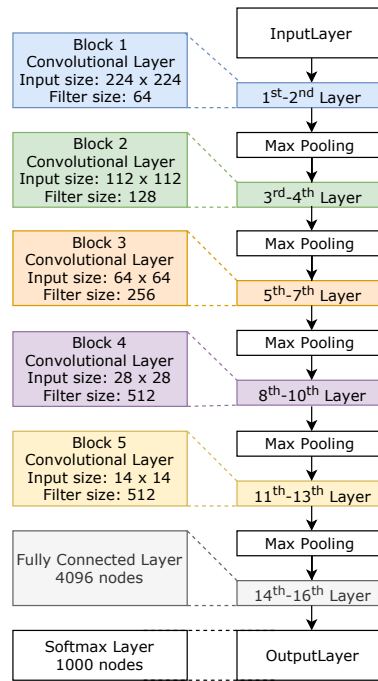 InputLayer
Block 1
Convolutional Layer
Input size: 224 x 224
Filter size: 64
1st-2nd Layer
Max Pooling
Block 2
Convolutional Layer
Input size: 112 x 112
Filter size: 128
3rd-4th Layer
Max Pooling
Block 3
Convolutional Layer
Input size: 64 x 64
Filter size: 256
5th-7th Layer
Max Pooling
Block 4
Convolutional Layer
Input size: 28 x 28
Filter size: 512
8th-10th Layer
Max Pooling
Block 5
Convolutional Layer
Input size: 14 x 14
Filter size: 512
11th-13th Layer
Max Pooling
Fully Connected Layer
4096 nodes
14th-16th Layer
Softmax Layer
1000 nodes
OutputLayer